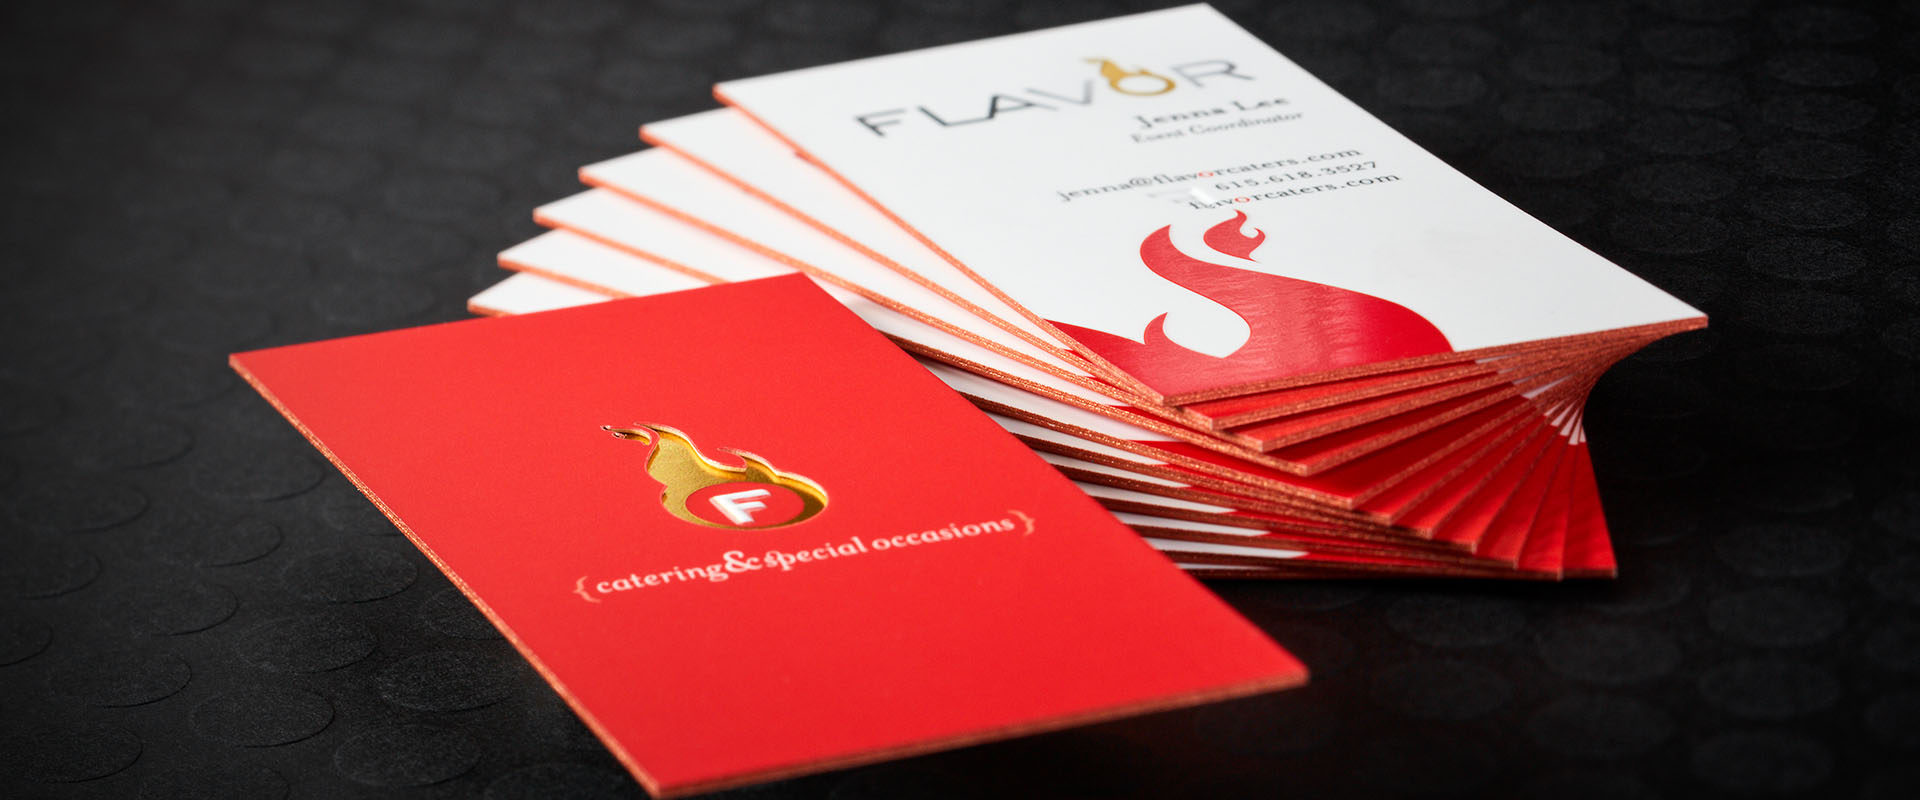 FLAVOR
Jenna Lee
Event Coordinator
jenna@flavorcaters.com
615.618.3527
flavorcaters.com
F
{catering&special occasions}